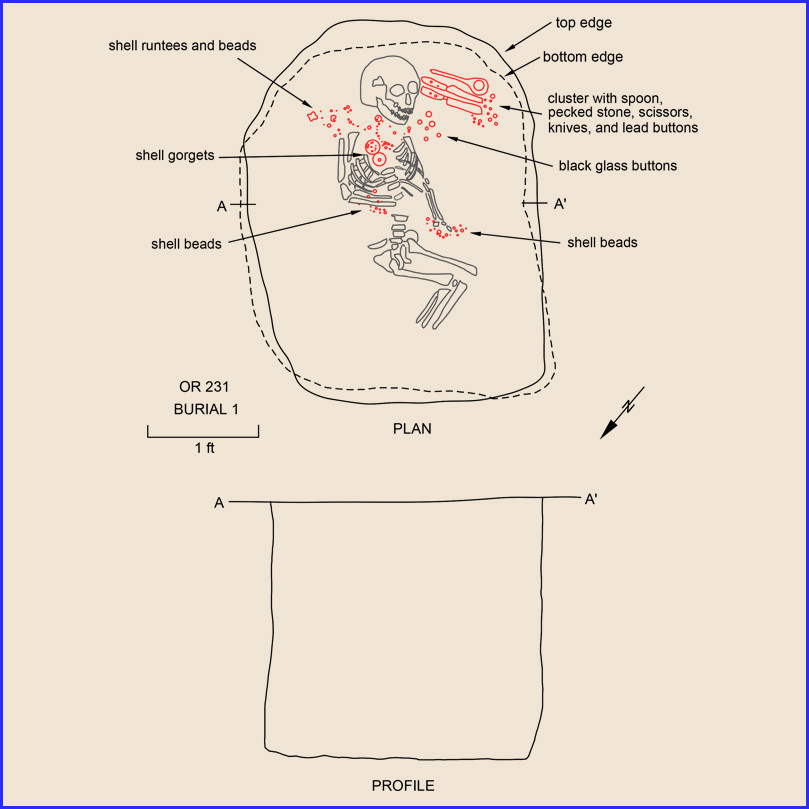 top edge
shell runtees and beads
bottom edge
cluster with spoon,
pecked stone, scissors,
knives, and lead buttons
shell gorgets
black glass buttons
A
A'
shell beads
shell beads
OR 231
BURIAL 1
1 ft
PLAN
N
A
A'
PROFILE